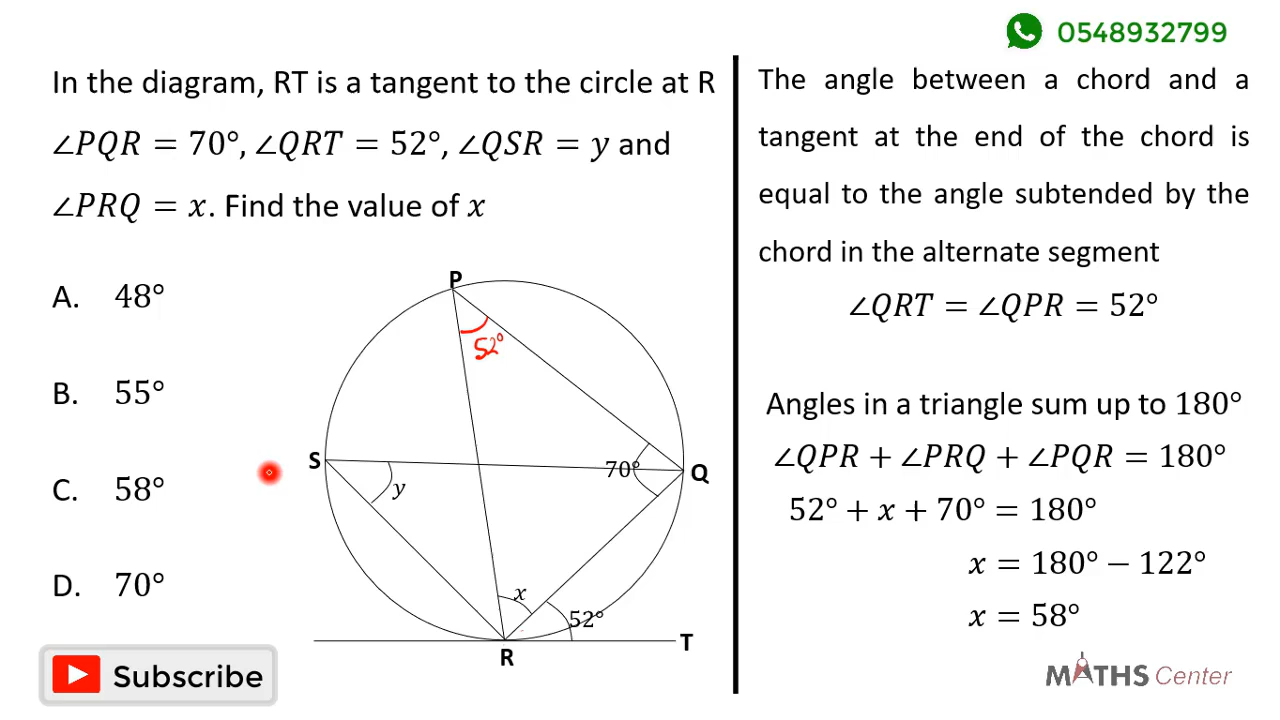 0548932799
In the diagram, RT is a tangent to the circle at R
∠PQR = 70°, ∠QRT = 52°, ∠QSR = y and
∠PRQ = x. Find the value of x
A. 48°
B. 55°
C. 58°
D. 70°
P
52°
S
y
70°
Q
x
52°
R
T
Subscribe
The angle between a chord and a
tangent at the end of the chord is
equal to the angle subtended by the
chord in the alternate segment
∠QRT = ∠QPR = 52°
Angles in a triangle sum up to 180°
∠QPR + ∠PRQ + ∠PQR = 180°
52° + x + 70° = 180°
x = 180° − 122°
x = 58°
MATHS Center